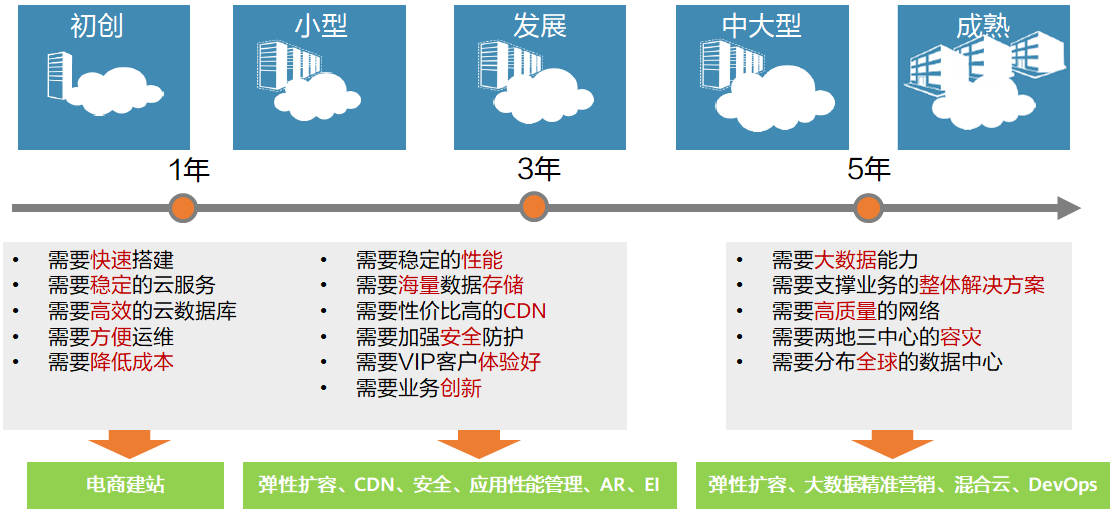 初创
小型
发展
中大型
成熟
1年
3年
5年
• 需要快速搭建
• 需要稳定的云服务
• 需要高效的云数据库
• 需要方便运维
• 需要降低成本
• 需要稳定的性能
• 需要海量数据存储
• 需要性价比高的CDN
• 需要加强安全防护
• 需要VIP客户体验好
• 需要业务创新
• 需要大数据能力
• 需要支撑业务的整体解决方案
• 需要高质量的网络
• 需要两地三中心的容灾
• 需要分布全球的数据中心
电商建站
弹性扩容、CDN、安全、应用性能管理、AR、EI
弹性扩容、大数据精准营销、混合云、DevOps